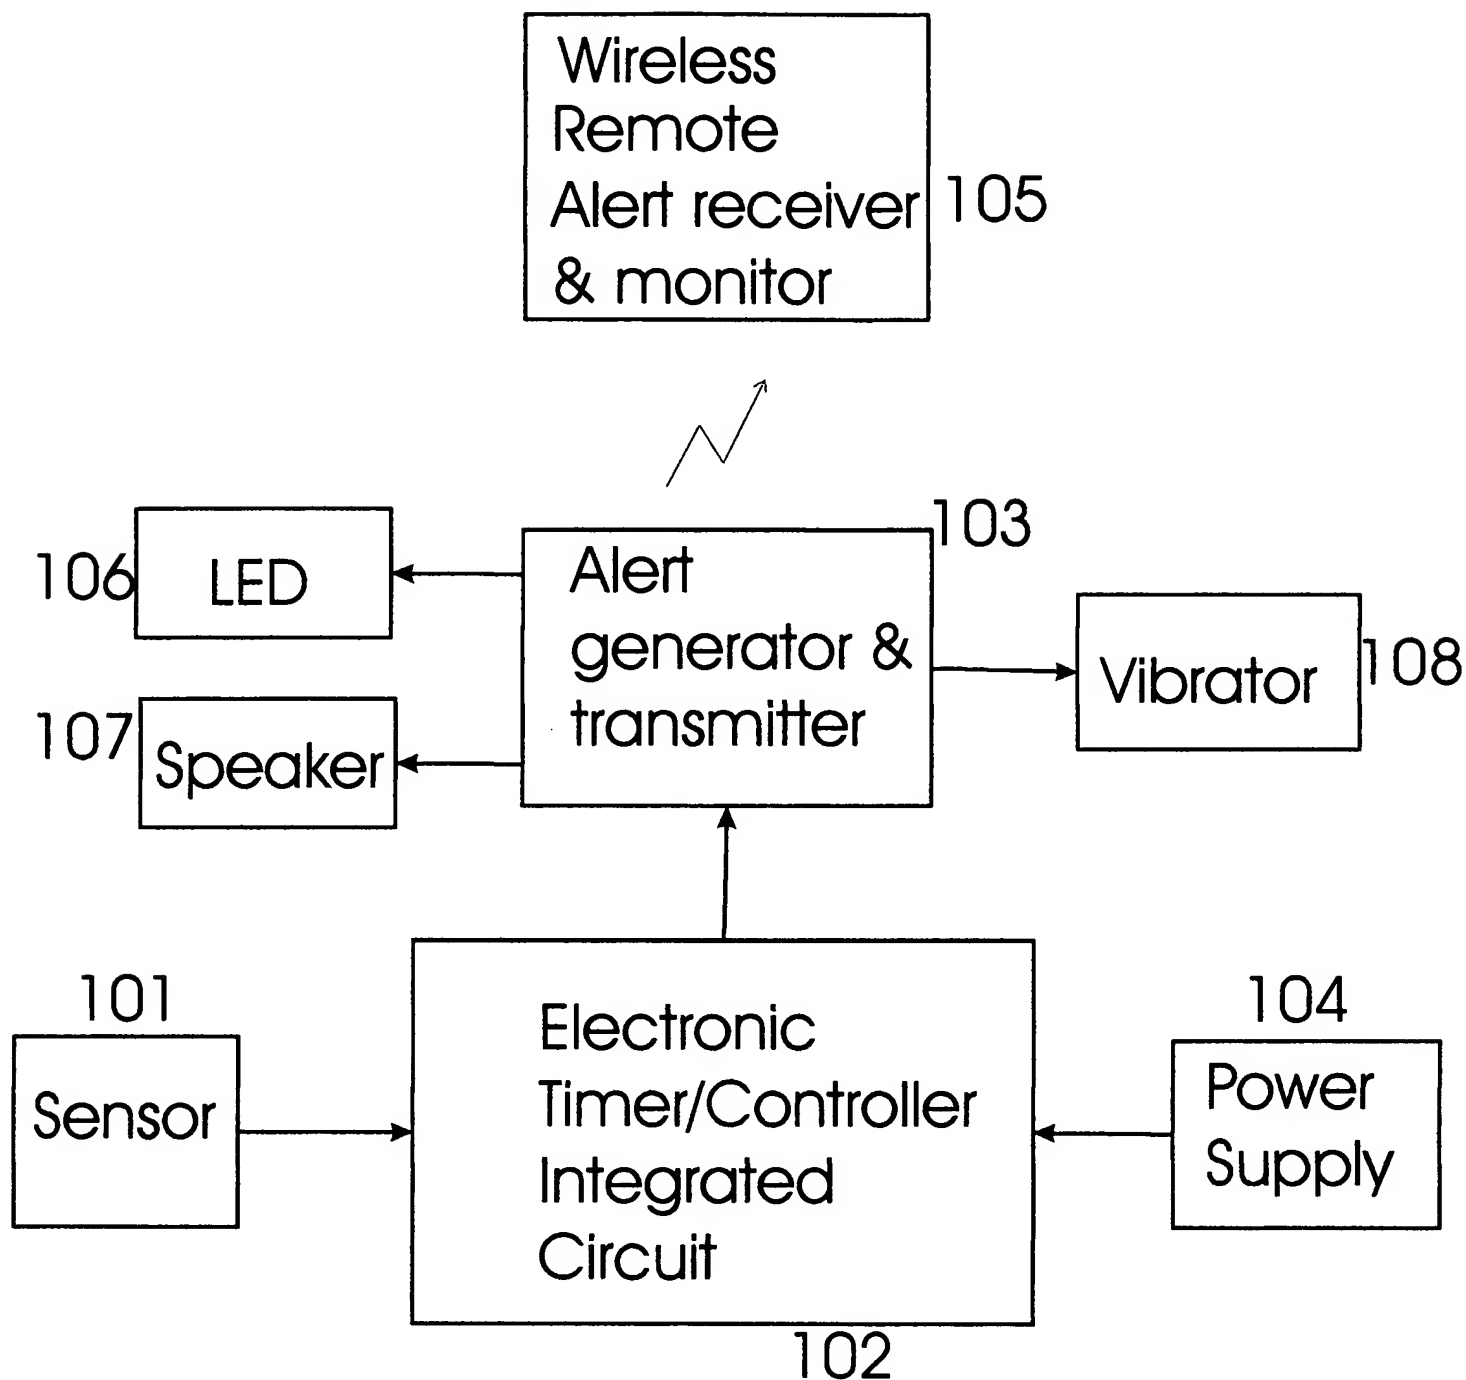 Wireless
Remote
Alert receiver
& monitor
105
103
106
LED
Alert
generator &
transmitter
Vibrator
108
107
Speaker
101
Sensor
Electronic
Timer/Controller
Integrated
Circuit
102
104
Power
Supply